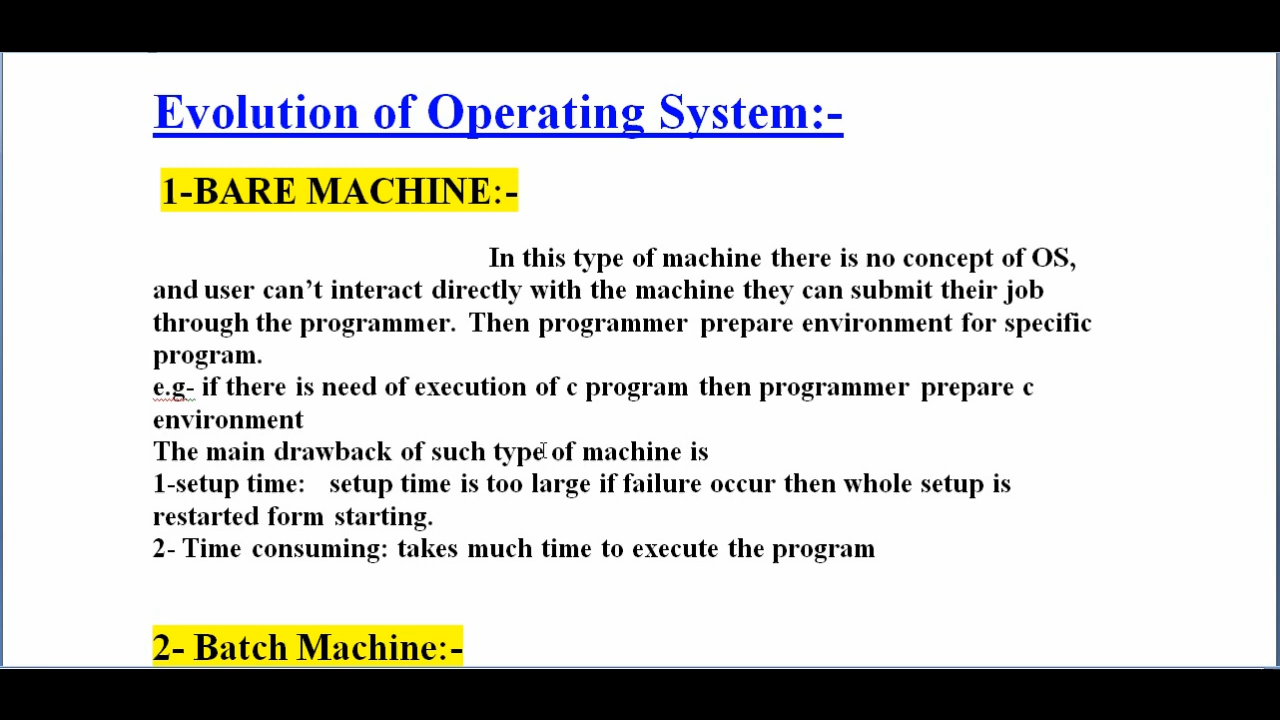 Evolution of Operating System:-
1-BARE MACHINE:-
In this type of machine there is no concept of OS,
and user can’t interact directly with the machine they can submit their job
through the programmer. Then programmer prepare environment for specific
program.
e.g- if there is need of execution of c program then programmer prepare c
environment
The main drawback of such type of machine is
1-setup time: setup time is too large if failure occur then whole setup is
restarted form starting.
2- Time consuming: takes much time to execute the program
2- Batch Machine:-